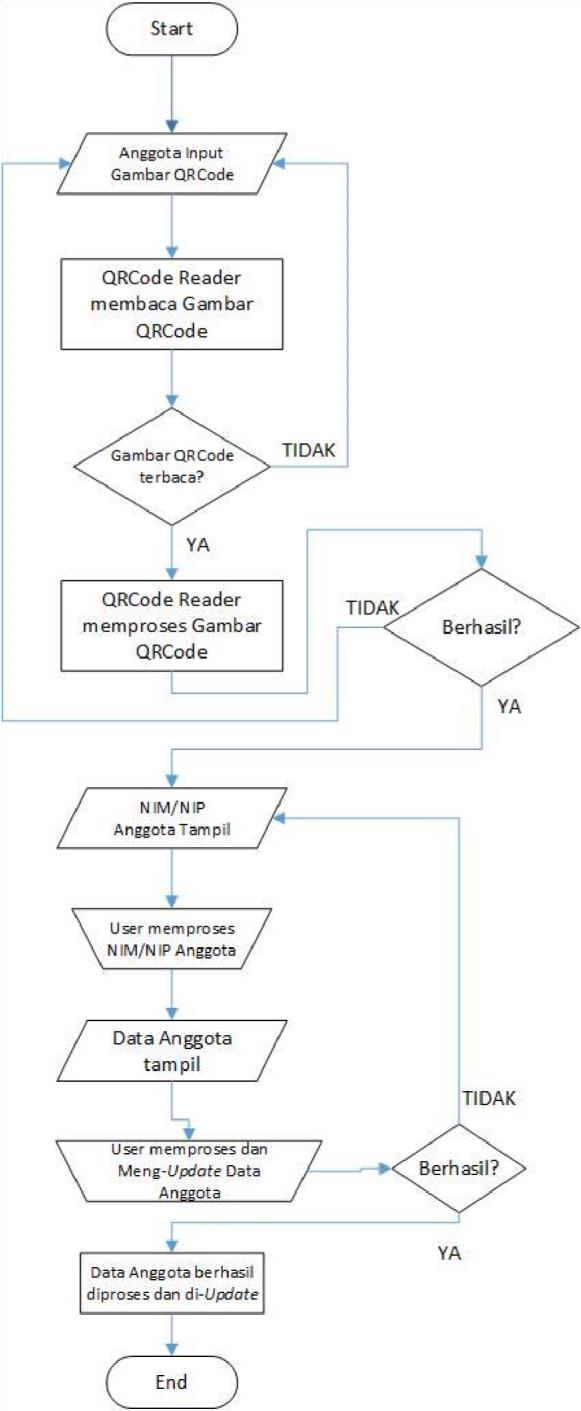 Start
Anggota Input
Gambar QRCode
QRCode Reader
membaca Gambar
QRCode
Gambar QRCode
terbaca?
TIDAK
YA
QRCode Reader
memproses Gambar
QRCode
TIDAK
Berhasil?
YA
NIM/NIP
Anggota Tampil
User memproses
NIM/NIP Anggota
Data Anggota
tampil
TIDAK
User memproses dan
Meng-Update Data
Anggota
Berhasil?
YA
Data Anggota berhasil
diproses dan di-Update
End